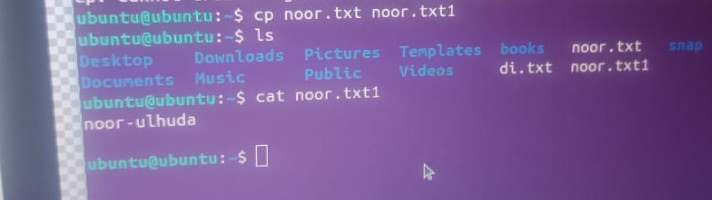 ubuntu@ubuntu:~$ cp noor.txt noor.txt1
ubuntu@ubuntu:~$ ls
Desktop Downloads Pictures Templates books noor.txt snap
Documents Music Public Videos di.txt noor.txt1
ubuntu@ubuntu:~$ cat noor.txt1
noor-ulhuda
ubuntu@ubuntu:~$